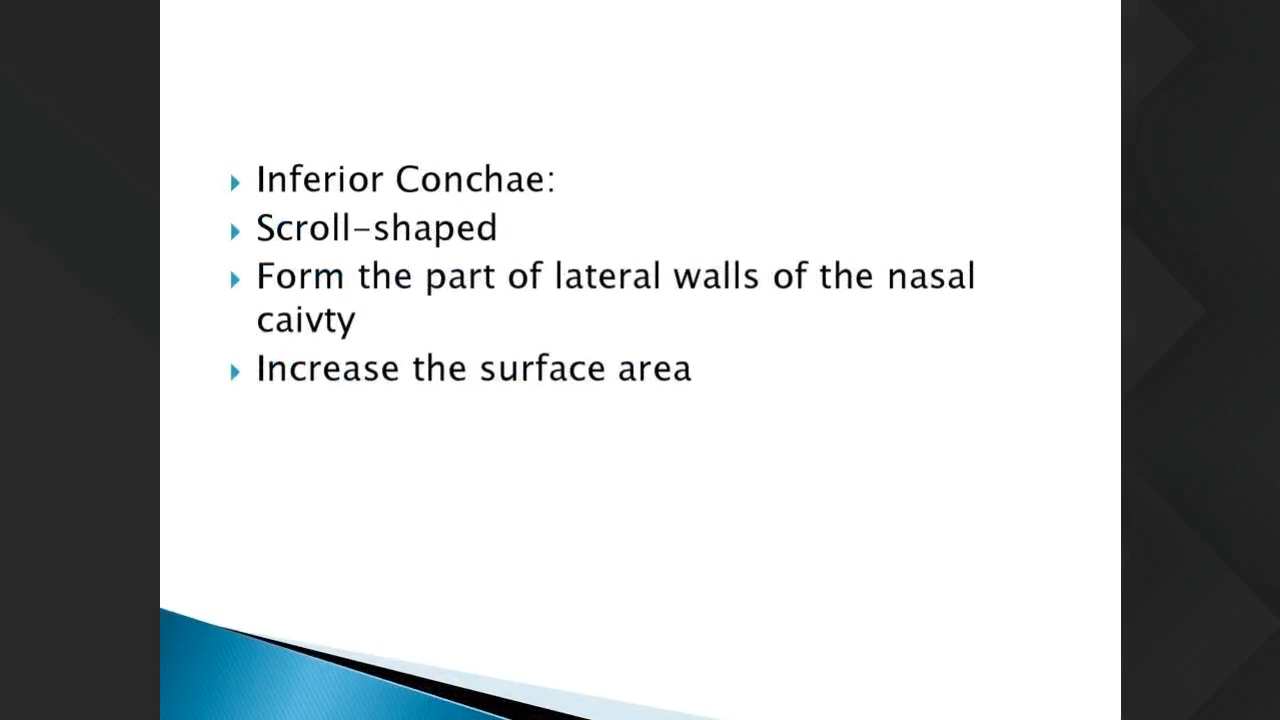 Inferior Conchae:
Scroll-shaped
Form the part of lateral walls of the nasal
caivty
Increase the surface area